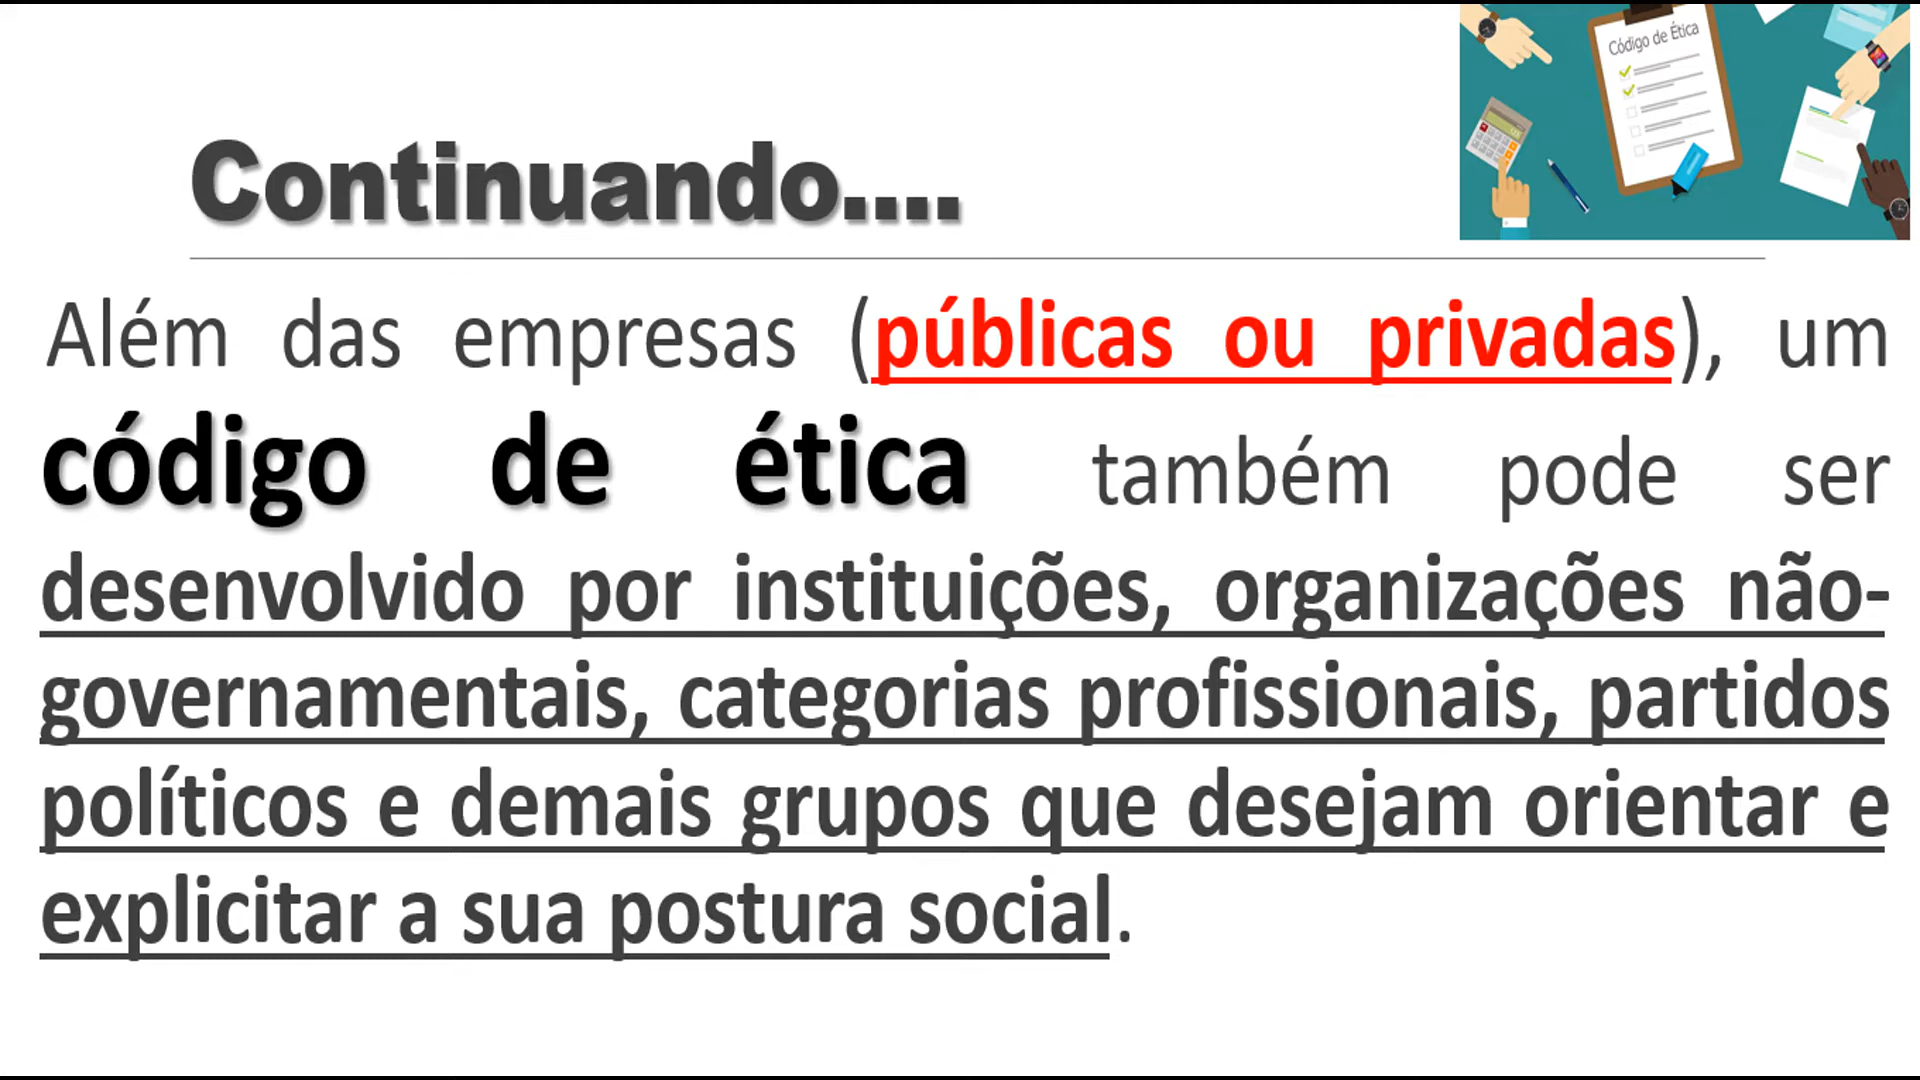 Código de Ética
Continuando....
Além das empresas (públicas ou privadas), um
código de ética também pode ser
desenvolvido por instituições, organizações não-
governamentais, categorias profissionais, partidos
políticos e demais grupos que desejam orientar e
explicitar a sua postura social.